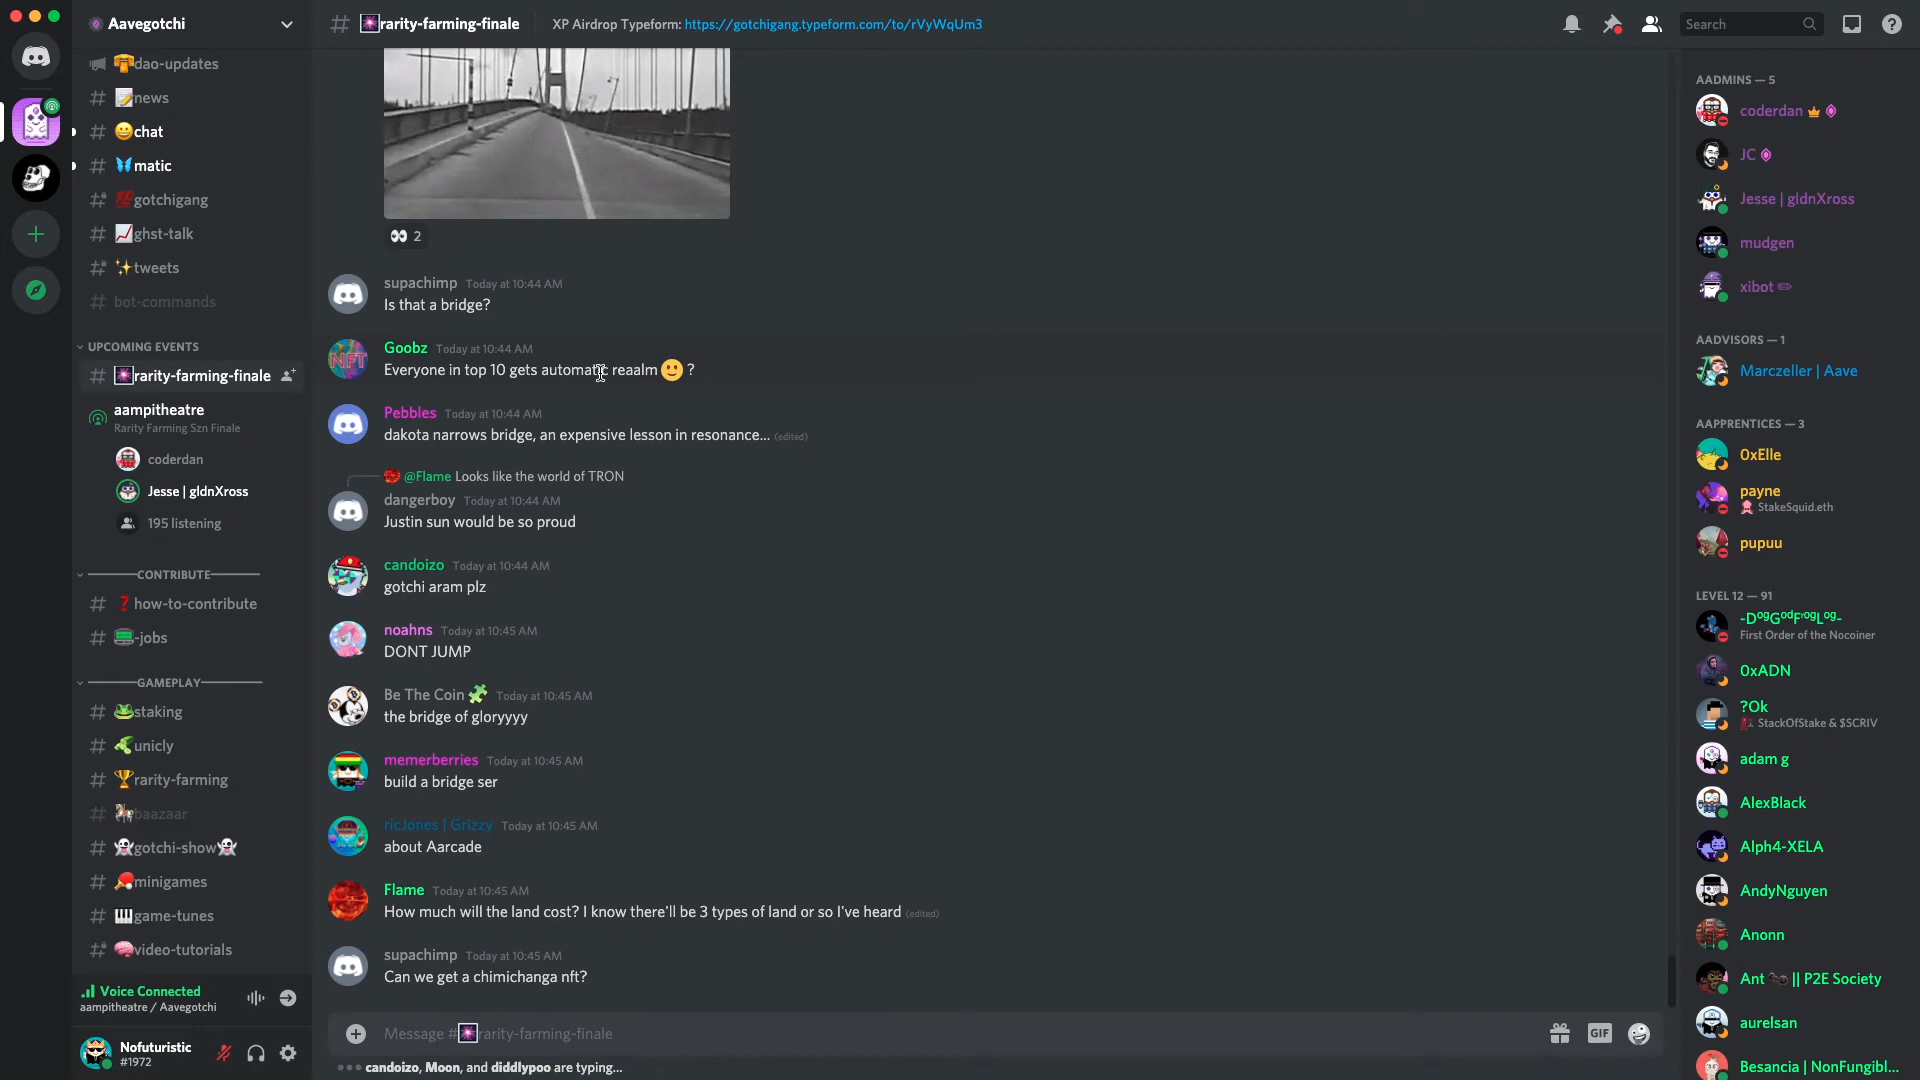 Aavegotchi
dao-updates
news
chat
matic
gotchigang
ghst-talk
tweets
bot-commands
UPCOMING EVENTS
rarity-farming-finale
aampitheatre
Rarity Farming Szn Finale
coderdan
Jesse | gldnXross
195 listening
CONTRIBUTE
how-to-contribute
-jobs
GAMEPLAY
staking
unicly
rarity-farming
baazaar
gotchi-show
minigames
game-tunes
video-tutorials
Voice Connected
aampitheatre / Aavegotchi
Nofuturistic
#1972
rarity-farming-finale XP Airdrop Typeform: https://gotchigang.typeform.com/to/rVyWqUm3
Search
2
supachimp Today at 10:44 AM
Is that a bridge?
Goobz Today at 10:44 AM
Everyone in top 10 gets automatic reaalm 🙂 ?
Pebbles Today at 10:44 AM
dakota narrows bridge, an expensive lesson in resonance... (edited)
@Flame Looks like the world of TRON
dangerboy Today at 10:44 AM
Justin sun would be so proud
candoizo Today at 10:44 AM
gotchi aram plz
noahns Today at 10:45 AM
DONT JUMP
Be The Coin Today at 10:45 AM
the bridge of gloryyyy
memerberries Today at 10:45 AM
build a bridge ser
ricJones | Grizzy Today at 10:45 AM
about Aarcade
Flame Today at 10:45 AM
How much will the land cost? I know there'll be 3 types of land or so I've heard (edited)
supachimp Today at 10:45 AM
Can we get a chimichanga nft?
Message #rarity-farming-finale
GIF
candoizo, Moon, and diddlypoo are typing...
AADMINS — 5
coderdan
JC
Jesse | gldnXross
mudgen
xibot
AADVISORS — 1
Marczeller | Aave
AAPRENTICES — 3
0xElle
payne
StakeSquid.eth
pupuu
LEVEL 12 — 91
-DᵒᵍGᵒᵈFʳᵒᵍLᵒᵍ-
First Order of the Nocoiner
0xADN
?Ok
StackOfStake & $SCRIV
adam g
AlexBlack
Alph4-XELA
AndyNguyen
Anonn
Ant || P2E Society
aurelsan
Besancia | NonFungibl...